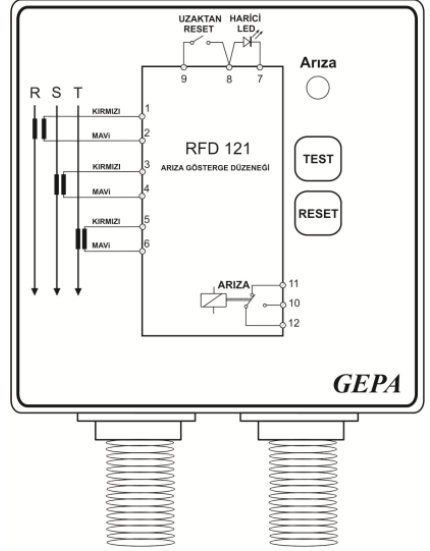 UZAKTAN RESET
HARİCİ LED
9 8 7
Arıza
R S T
KIRMIZI 1
MAVİ 2
RFD 121
ARIZA GÖSTERGE DÜZENEĞİ
KIRMIZI 3
MAVİ 4
KIRMIZI 5
MAVİ 6
TEST
RESET
ARIZA
11
10
12
GEPA